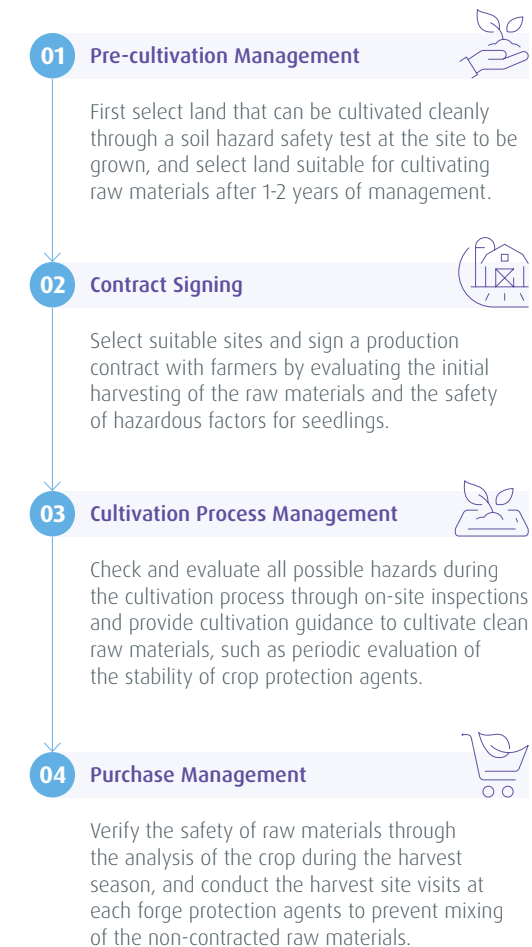 01 Pre-cultivation Management
First select land that can be cultivated cleanly
through a soil hazard safety test at the site to be
grown, and select land suitable for cultivating
raw materials after 1-2 years of management.
02 Contract Signing
Select suitable sites and sign a production
contract with farmers by evaluating the initial
harvesting of the raw materials and the safety
of hazardous factors for seedlings.
03 Cultivation Process Management
Check and evaluate all possible hazards during
the cultivation process through on-site inspections
and provide cultivation guidance to cultivate clean
raw materials, such as periodic evaluation of
the stability of crop protection agents.
04 Purchase Management
Verify the safety of raw materials through
the analysis of the crop during the harvest
season, and conduct the harvest site visits at
each forge protection agents to prevent mixing
of the non-contracted raw materials.